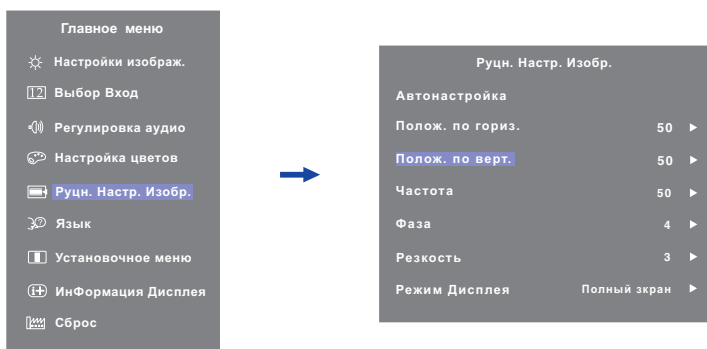 Главное меню
Настройки изображ.
12 Выбор Вход
Регулировка аудио
Настройка цветов
Руцн. Настр. Изобр.
Язык
Установочное меню
ИнФормация Дисплея
Сброс
Руцн. Настр. Изобр.
Автонастройка
Полож. по гориз. 50 ►
Полож. по верт. 50 ►
Частота 50 ►
Фаза 4 ►
Резкость 3 ►
Режим Дисплея Полный зкран ►